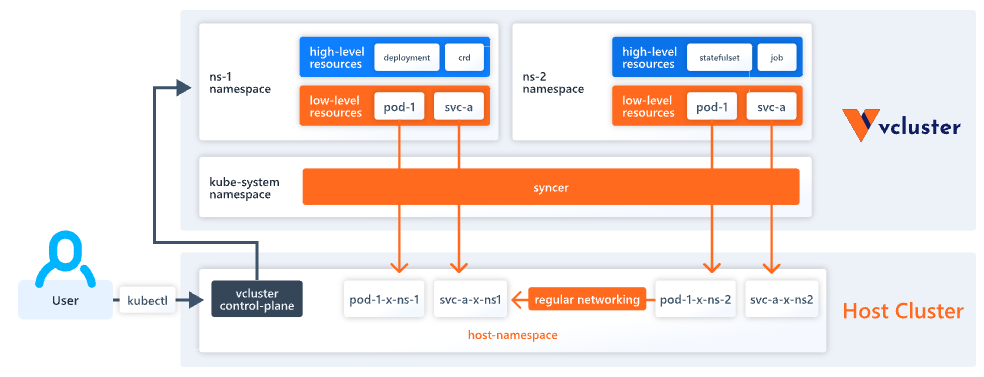 ns-1
namespace
high-level
resources
deployment
crd
low-level
resources
pod-1
svc-a
ns-2
namespace
high-level
resources
statefulset
job
low-level
resources
pod-1
svc-a
vcluster
kube-system
namespace
syncer
User
kubectl
vcluster
control-plane
pod-1-x-ns-1
svc-a-x-ns1
regular networking
pod-1-x-ns-2
svc-a-x-ns2
host-namespace
Host Cluster